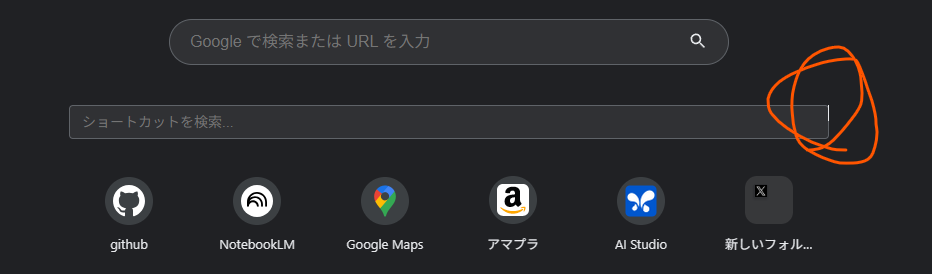 Google で検索または URL を入力
ショートカットを検索...
github
NotebookLM
Google Maps
アマプラ
AI Studio
新しいフォル...